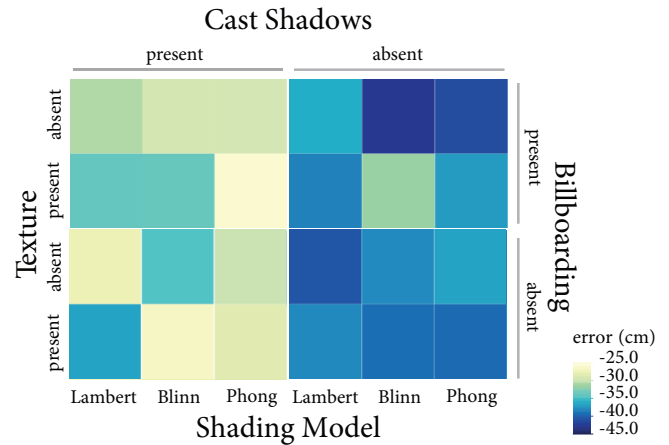 Cast Shadows
present
absent
Texture
absent
present
absent
present
present
absent
Billboarding
Lambert Blinn Phong Lambert Blinn Phong
Shading Model
error (cm)
-25.0
-30.0
-35.0
-40.0
-45.0